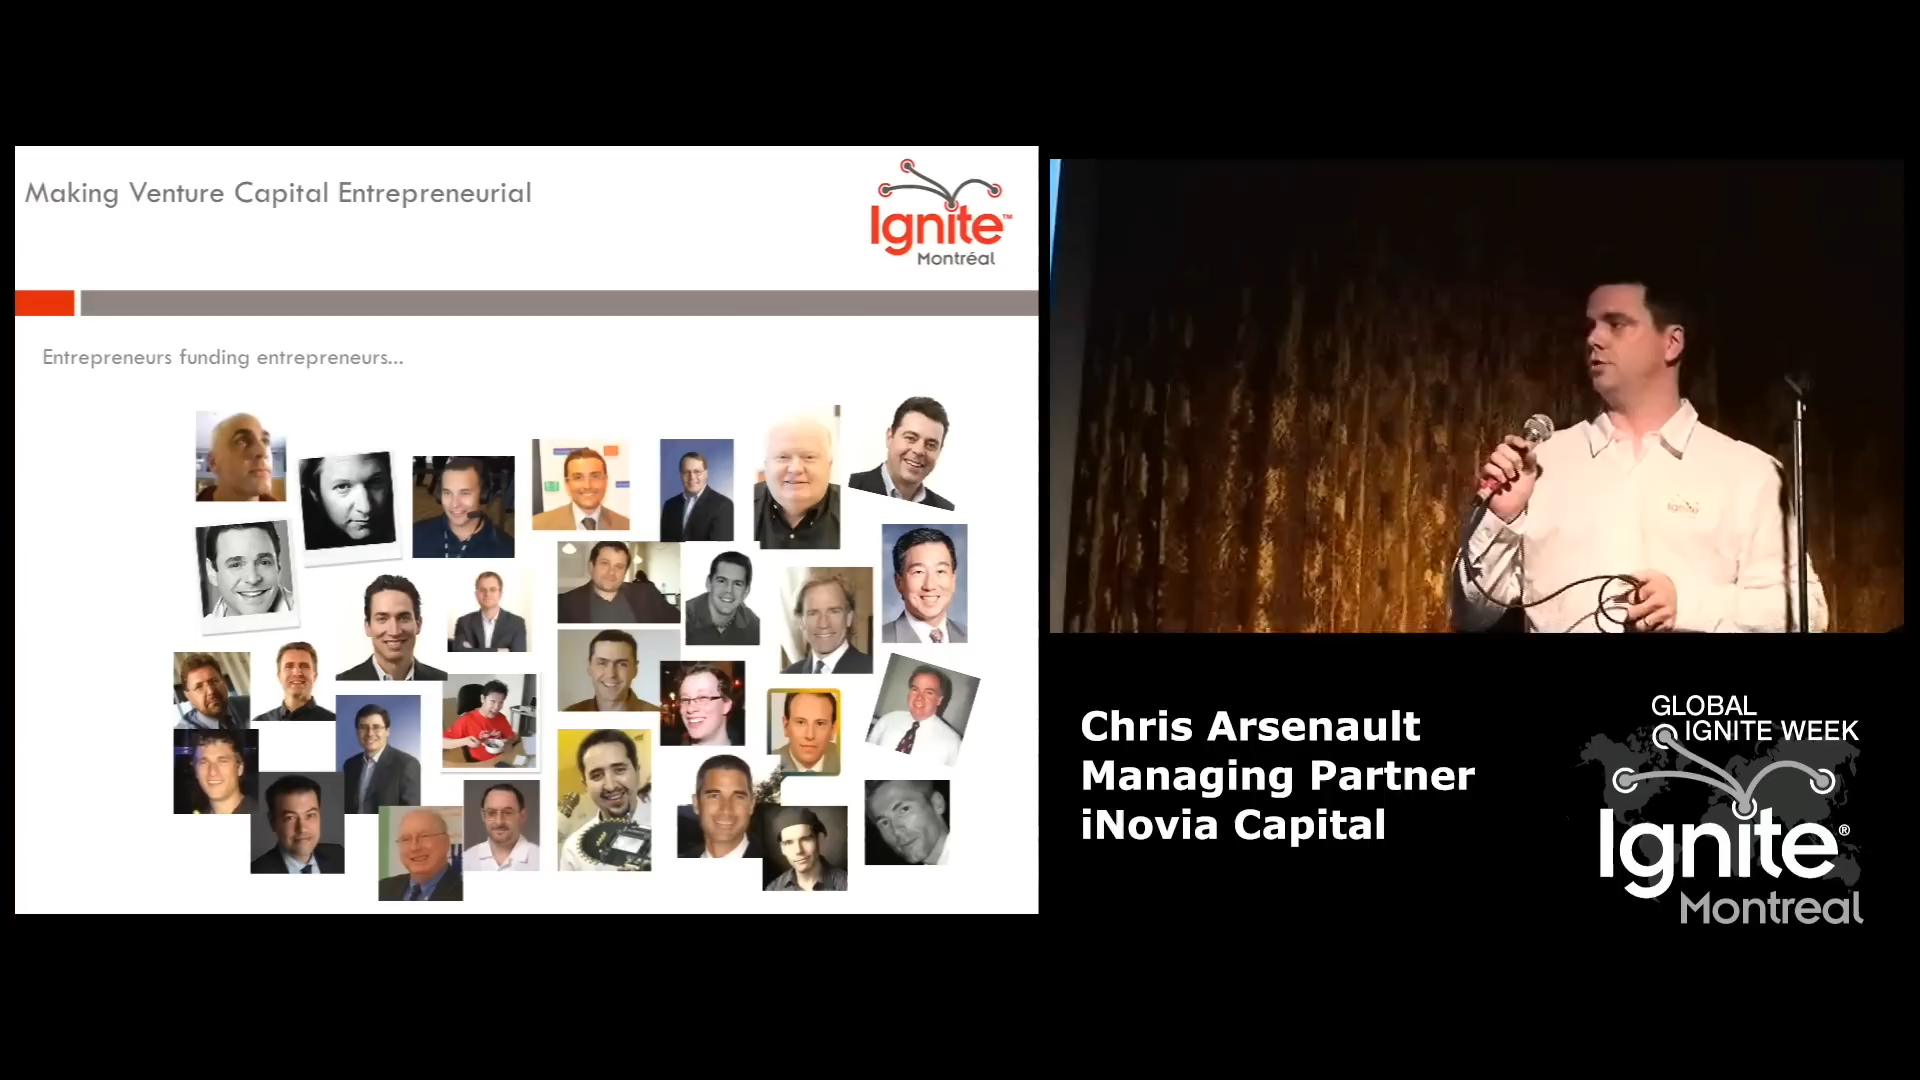 Making Venture Capital Entrepreneurial
Ignite™
Montréal
Entrepreneurs funding entrepreneurs...
Ignite
Chris Arsenault
Managing Partner
iNovia Capital
GLOBAL
IGNITE WEEK
Ignite®
Montreal